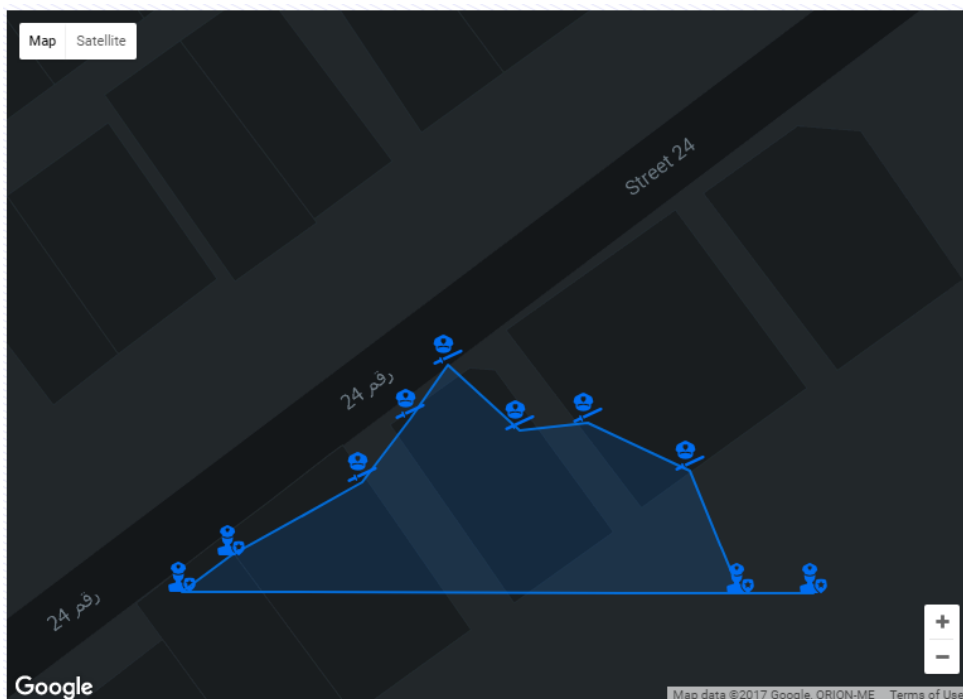 Map Satellite
Street 24
رقم 24
رقم 24
Google
Map data ©2017 Google, ORION-ME Terms of Use